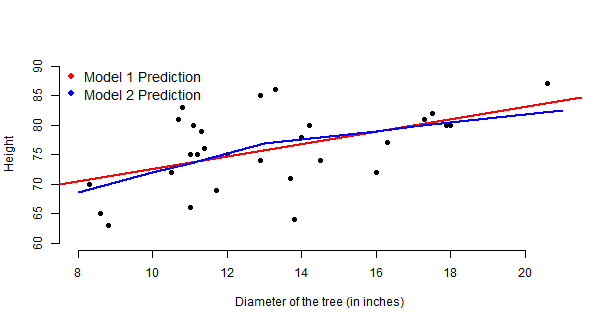 Model 1 Prediction
Model 2 Prediction
Height
90
85
80
75
70
65
60
8 10 12 14 16 18 20
Diameter of the tree (in inches)